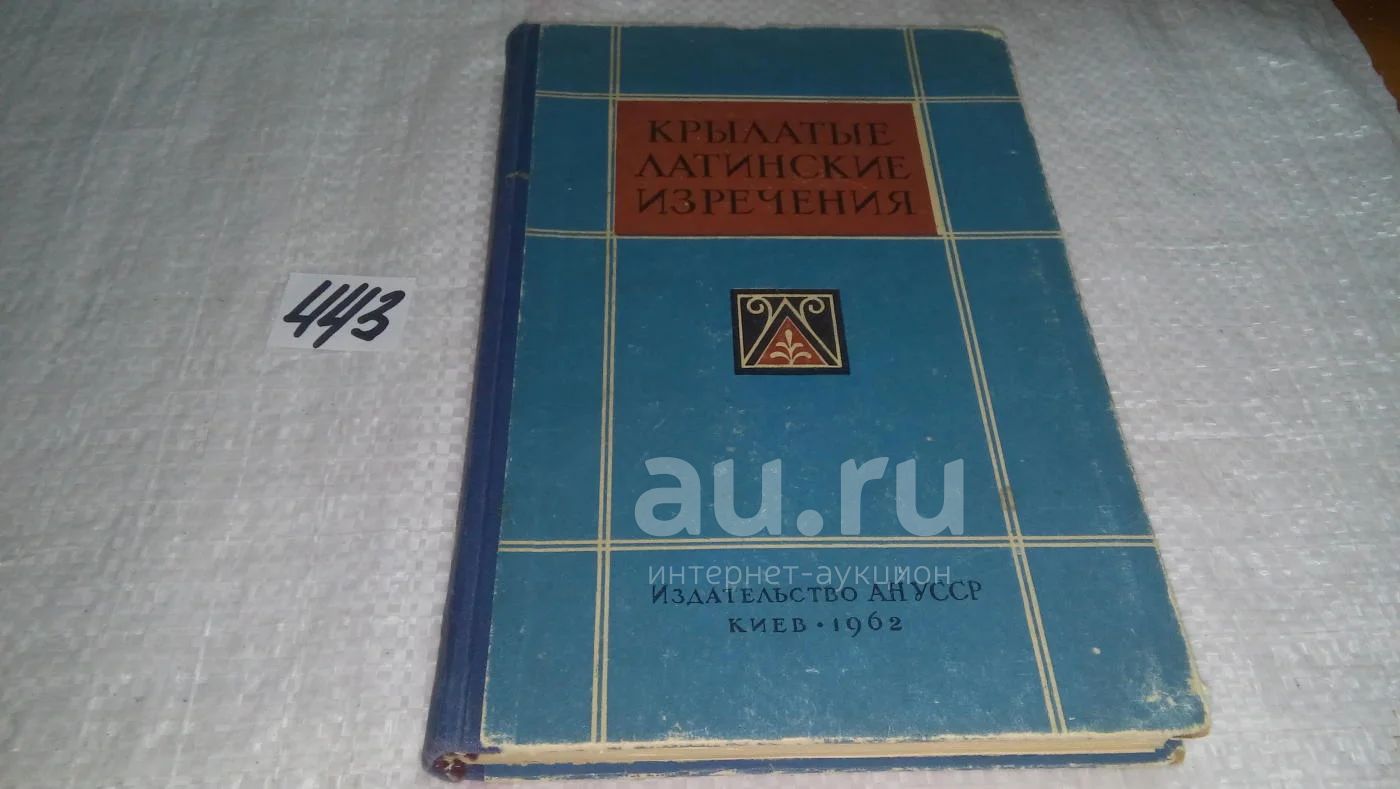 КРЫЛАТЫЕ
ЛАТИНСКИЕ
ИЗРЕЧЕНИЯ
443
au.ru
интернет-аукцион
ИЗДАТЕЛЬСТВО АН УССР
КИЕВ · 1962